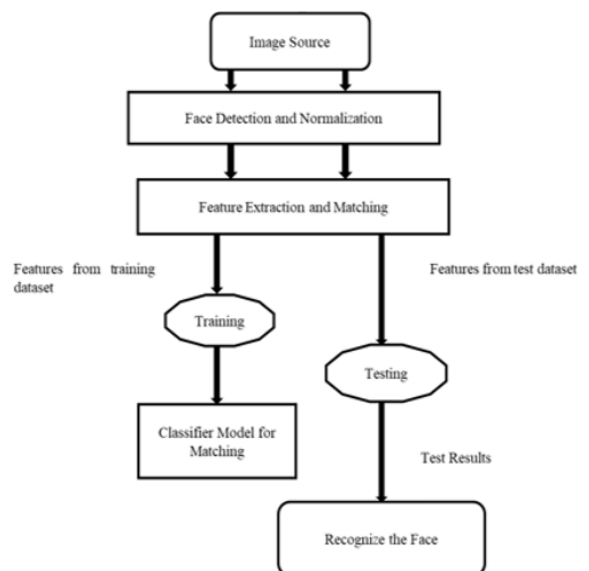 Image Source
Face Detection and Normalization
Feature Extraction and Matching
Features from training
dataset
Features from test dataset
Training
Testing
Classifier Model for
Matching
Test Results
Recognize the Face